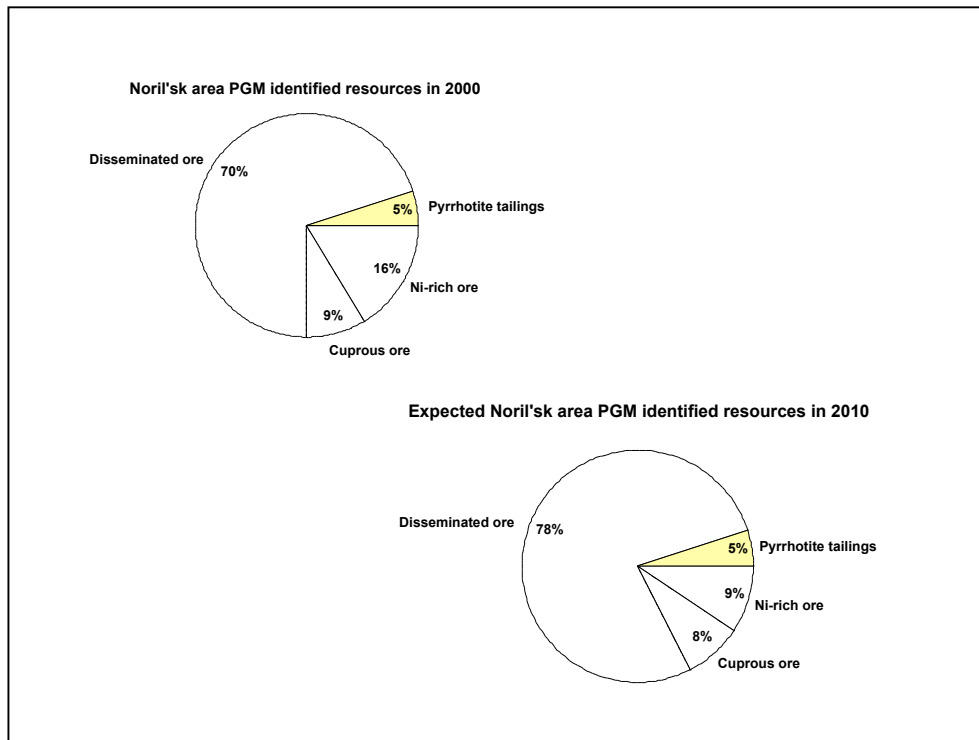 Noril'sk area PGM identified resources in 2000
Disseminated ore
70%
5%
Pyrrhotite tailings
16%
Ni-rich ore
9%
Cuprous ore
Expected Noril'sk area PGM identified resources in 2010
Disseminated ore
78%
5%
Pyrrhotite tailings
9%
Ni-rich ore
8%
Cuprous ore